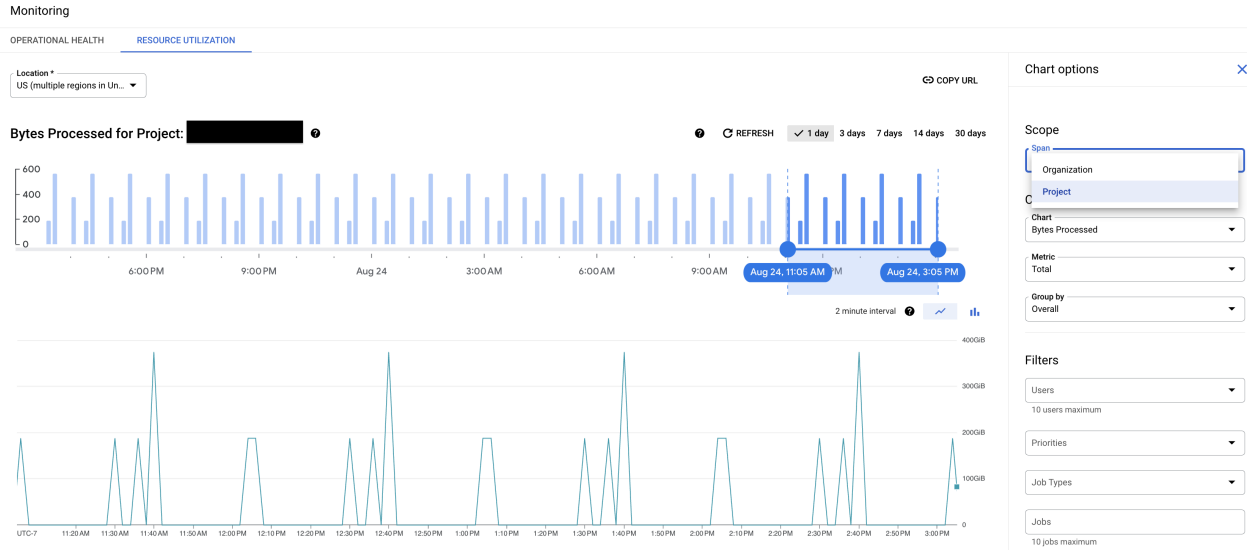 Monitoring
OPERATIONAL HEALTH RESOURCE UTILIZATION
Location *
US (multiple regions in Un...
COPY URL
Bytes Processed for Project:
REFRESH 1 day 3 days 7 days 14 days 30 days
600
400
200
0
6:00 PM 9:00 PM Aug 24 3:00 AM 6:00 AM 9:00 AM Aug 24, 11:05 AM PM Aug 24, 3:05 PM
2 minute interval
400GiB
300GiB
200GiB
100GiB
0
UTC-7 11:20 AM 11:30 AM 11:40 AM 11:50 AM 12:00 PM 12:10 PM 12:20 PM 12:30 PM 12:40 PM 12:50 PM 1:00 PM 1:10 PM 1:20 PM 1:30 PM 1:40 PM 1:50 PM 2:00 PM 2:10 PM 2:20 PM 2:30 PM 2:40 PM 2:50 PM 3:00 PM
Chart options
Scope
Span
Organization
Project
Chart
Bytes Processed
Metric
Total
Group by
Overall
Filters
Users
10 users maximum
Priorities
Job Types
Jobs
10 jobs maximum